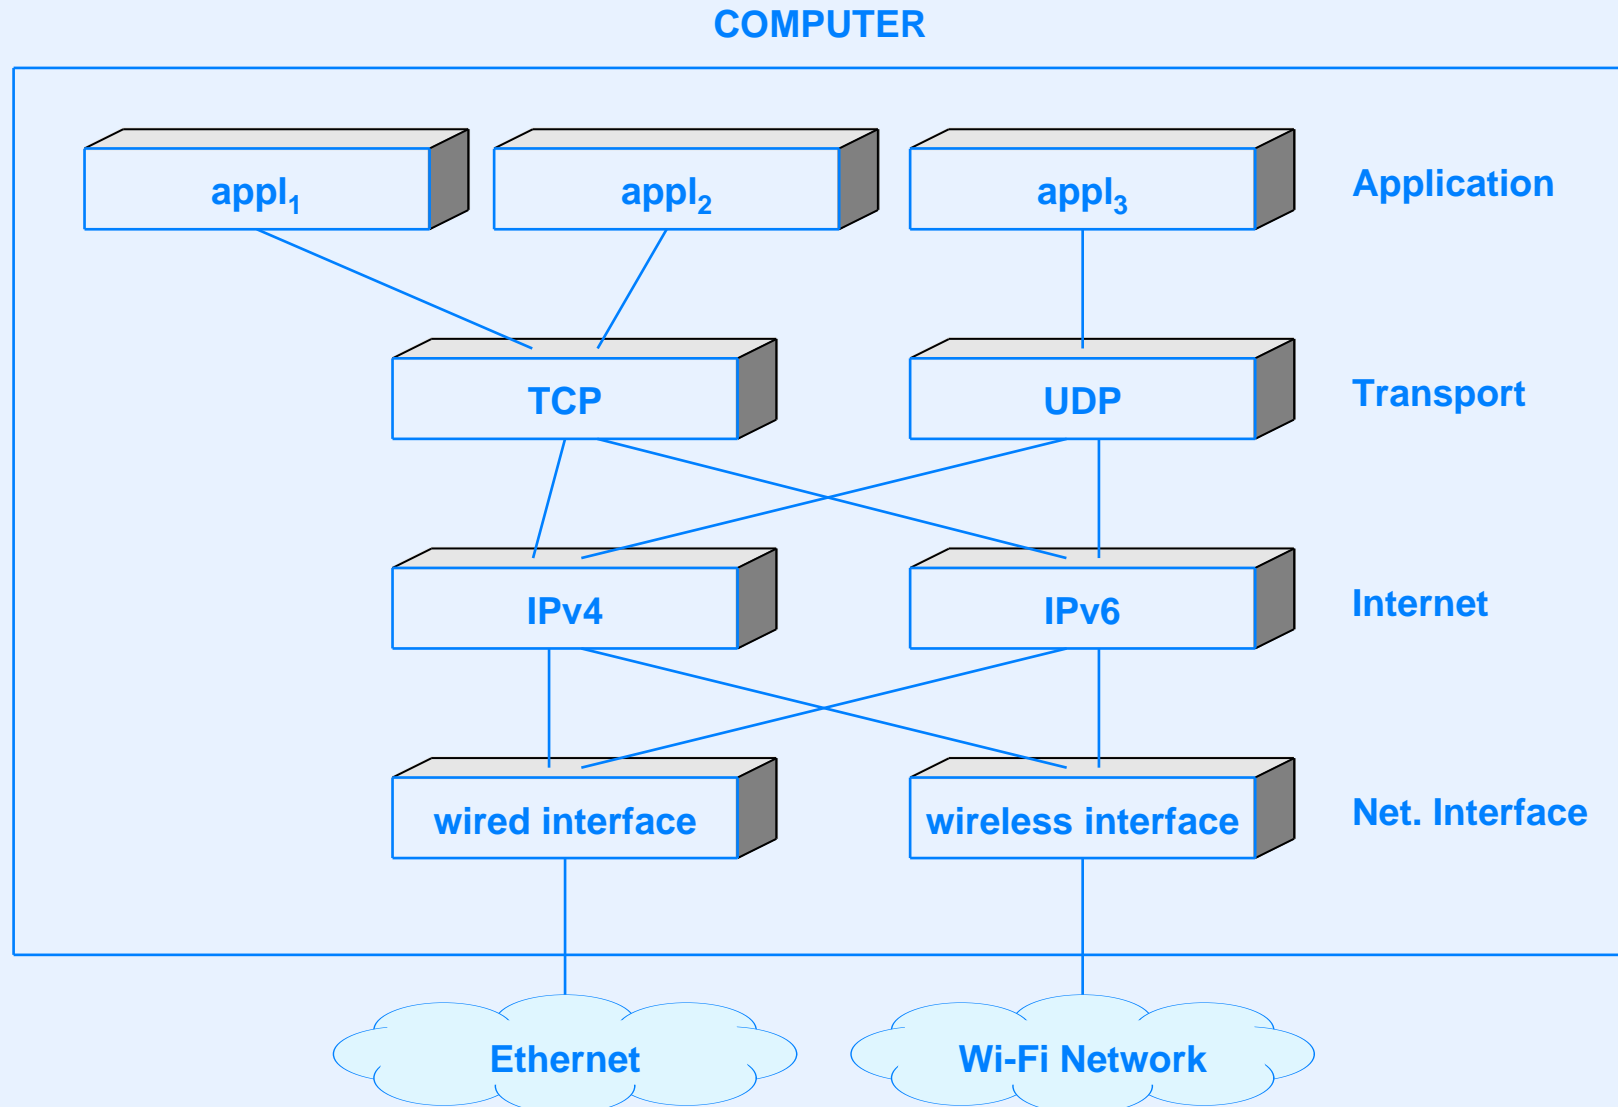 COMPUTER
appl₁ appl₂ appl₃ Application
TCP UDP Transport
IPv4 IPv6 Internet
wired interface wireless interface Net. Interface
Ethernet Wi-Fi Network